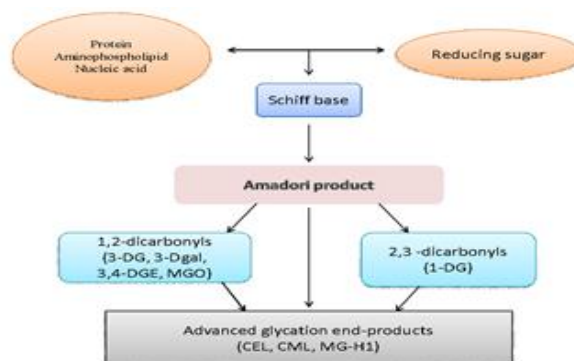 Protein
Aminophospholipid
Nucleic acid
Reducing sugar
Schiff base
Amadori product
1,2-dicarbonyls
{3-DG, 3-Dgal,
3,4-DGE, MGO}
2,3 -dicarbonyls
{1-DG}
Advanced glycation end-products
{CEL, CML, MG-H1}